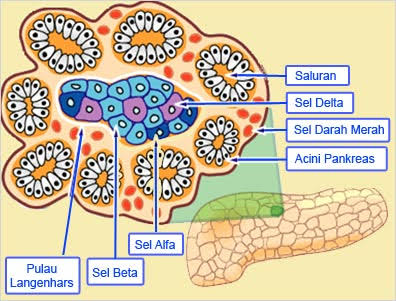 Saluran
Sel Delta
Sel Darah Merah
Acini Pankreas
Sel Alfa
Sel Beta
Pulau
Langenhars